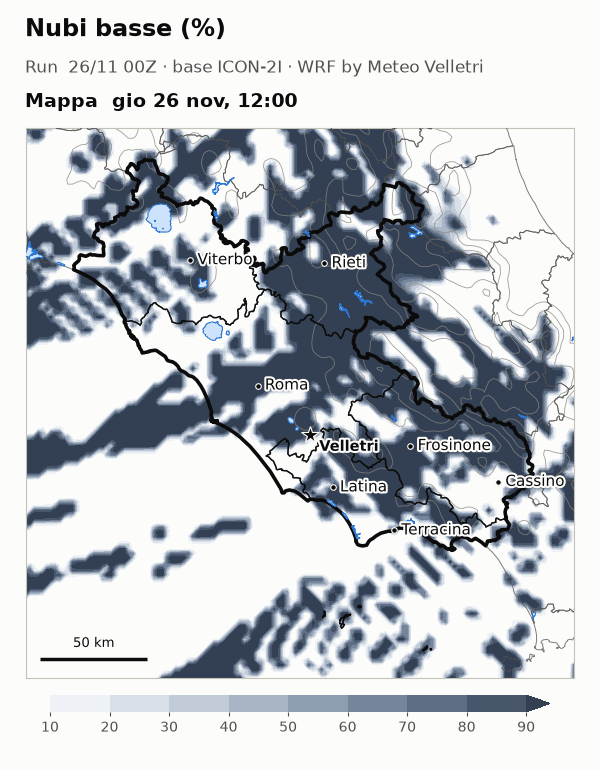 Nubi basse (%)
Run  26/11 00Z · base ICON-2I · WRF by Meteo Velletri
Mappa  gio 26 nov, 12:00
Viterbo
Rieti
Roma
Velletri
Frosinone
Cassino
Latina
Terracina
50 km
10 20 30 40 50 60 70 80 90